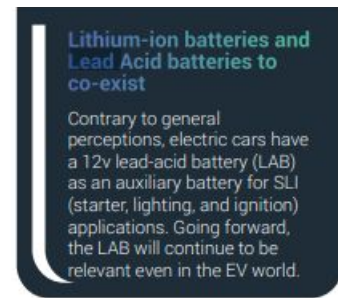 Lithium-ion batteries and
Lead Acid batteries to
co-exist
Contrary to general
perceptions, electric cars have
a 12v lead-acid battery (LAB)
as an auxiliary battery for SLI
(starter, lighting, and ignition)
applications. Going forward,
the LAB will continue to be
relevant even in the EV world.